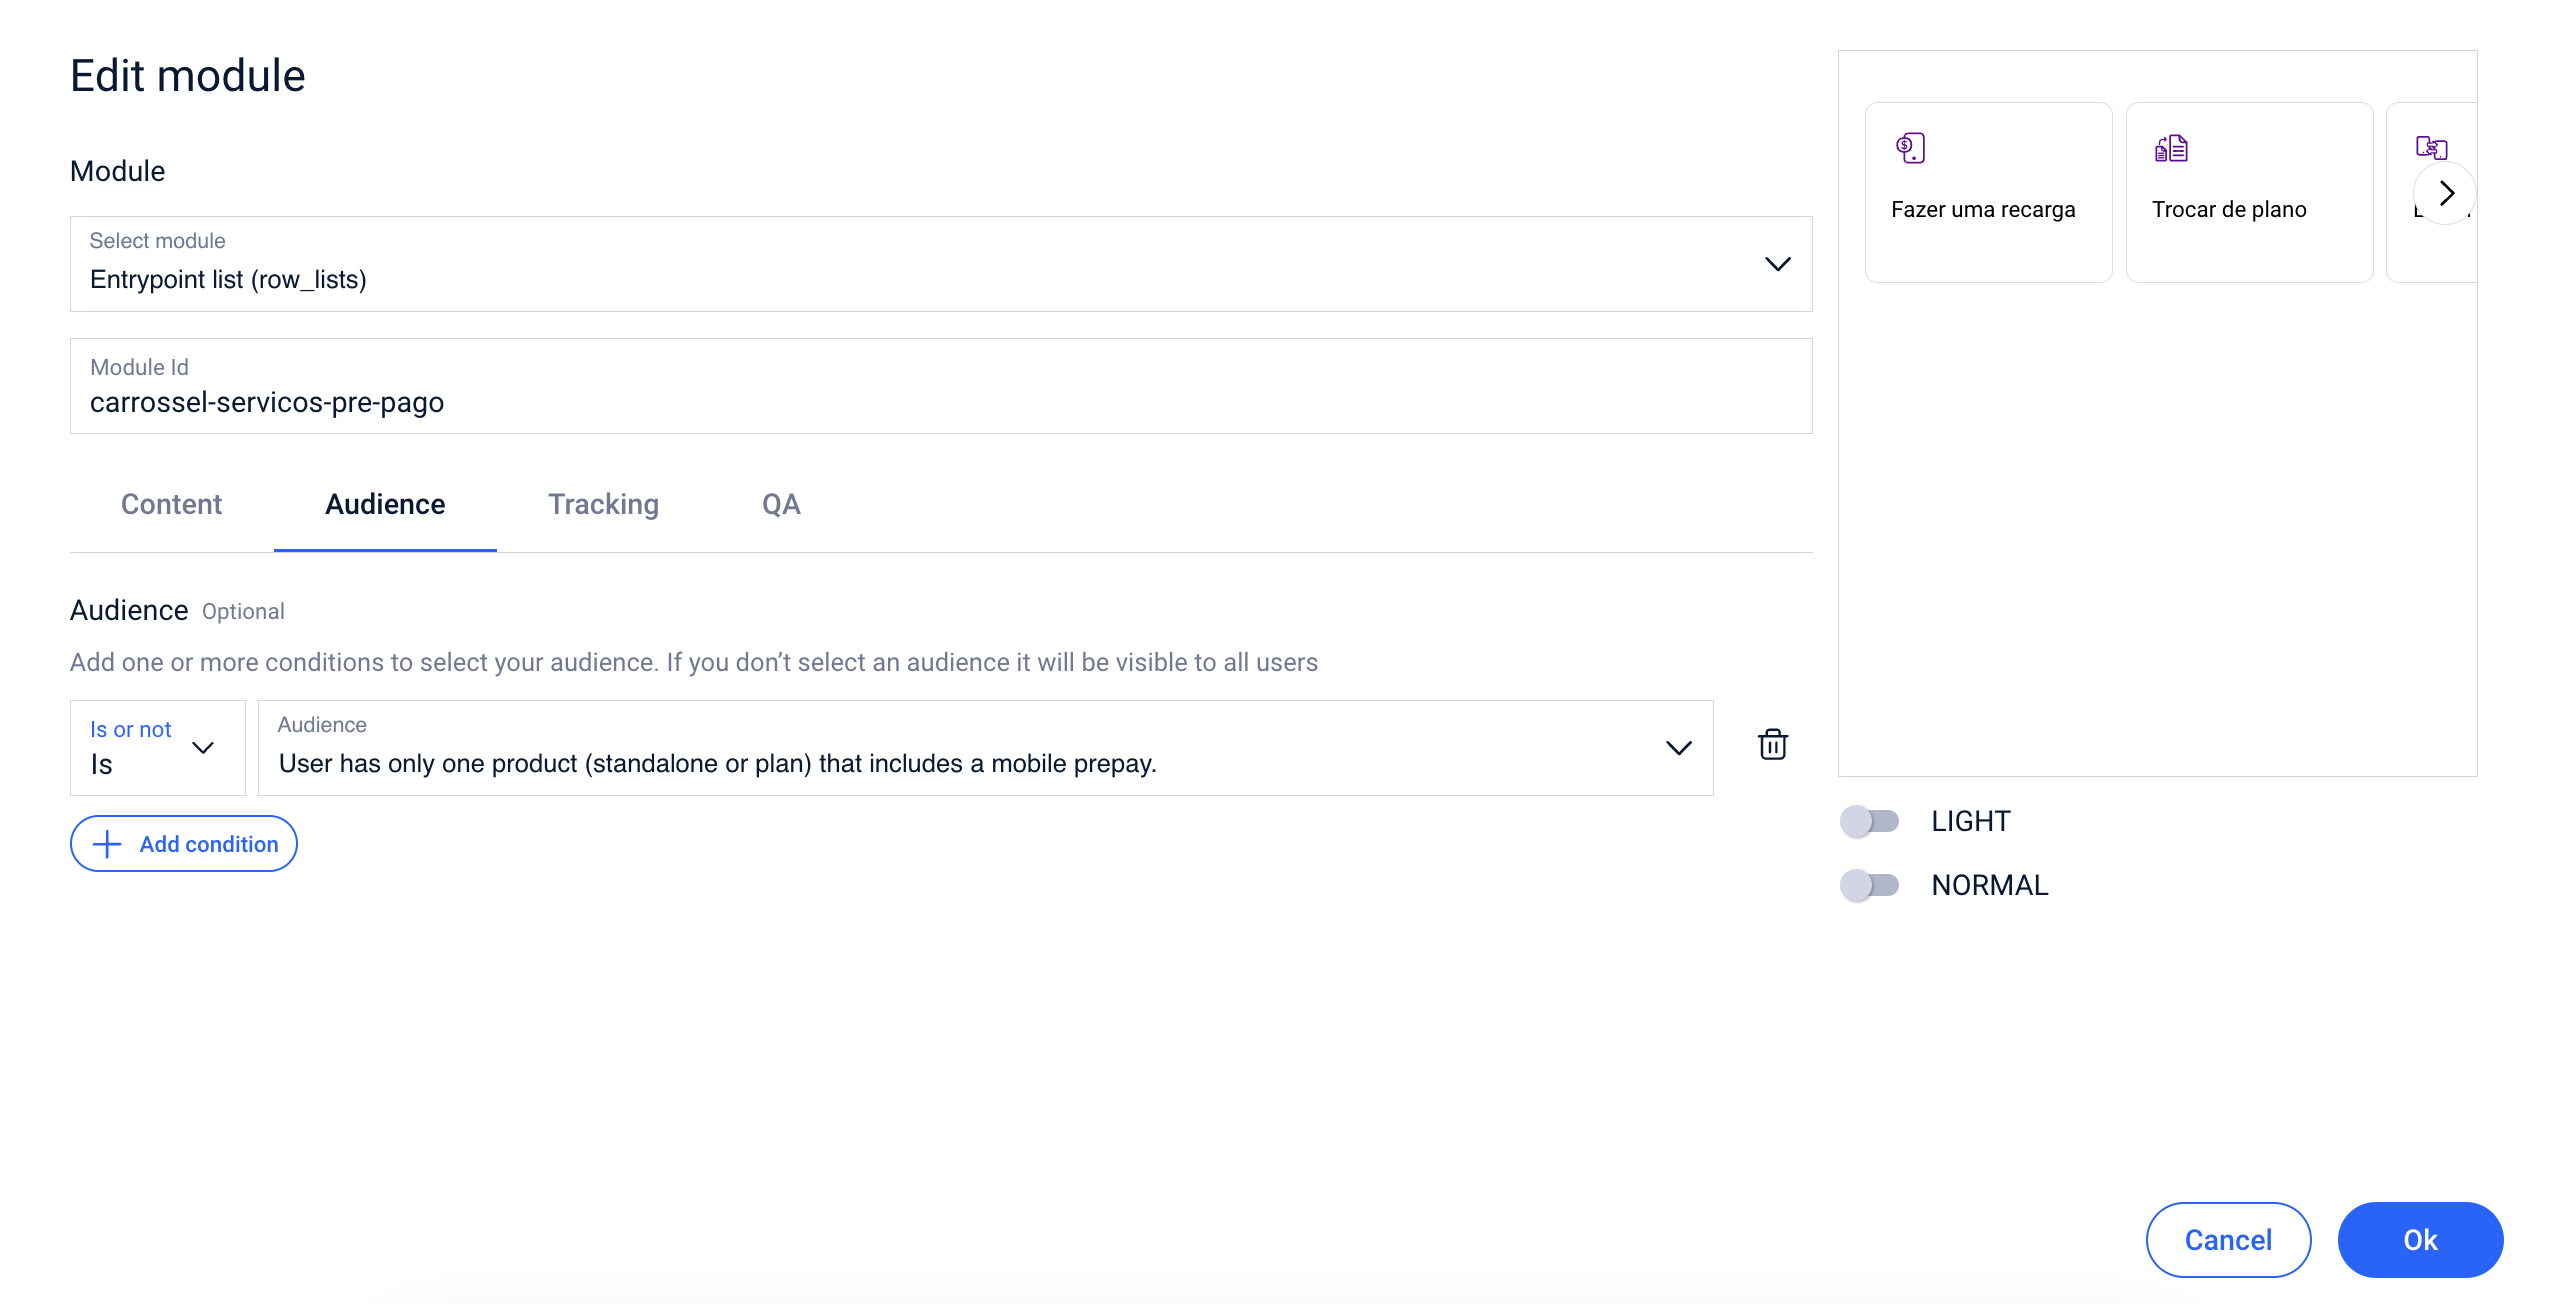 Edit module
Module
Select module
Entrypoint list (row_lists)
Module Id
carrossel-servicos-pre-pago
Content Audience Tracking QA
Audience Optional
Add one or more conditions to select your audience. If you don’t select an audience it will be visible to all users
Is or not
Is
Audience
User has only one product (standalone or plan) that includes a mobile prepay.
Add condition
Fazer uma recarga
Trocar de plano
LIGHT
NORMAL
Cancel
Ok